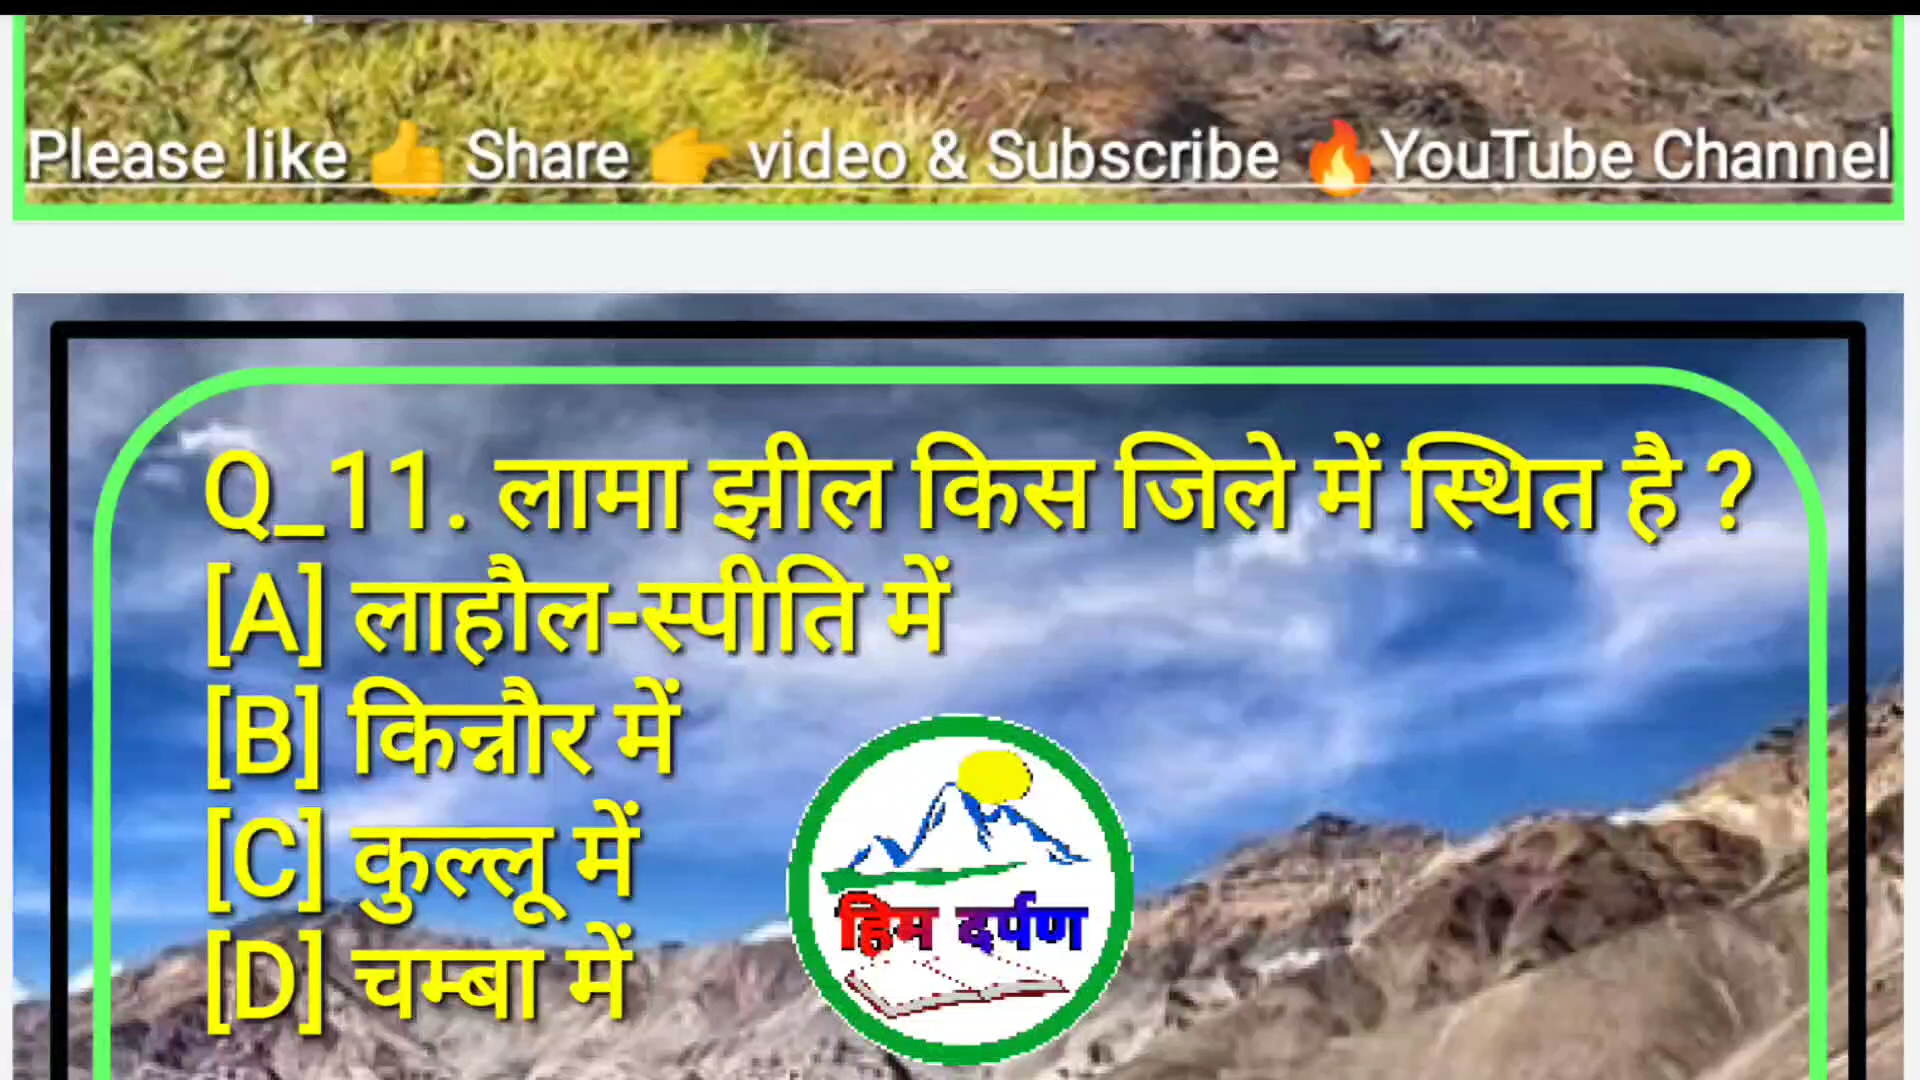 Please like 👍 Share 👉 video & Subscribe 🔥YouTube Channel
Q_11. लामा झील किस जिले में स्थित है ?
[A] लाहौल-स्पीति में
[B] किन्नौर में
[C] कुल्लू में
[D] चम्बा में
हिम दर्पण